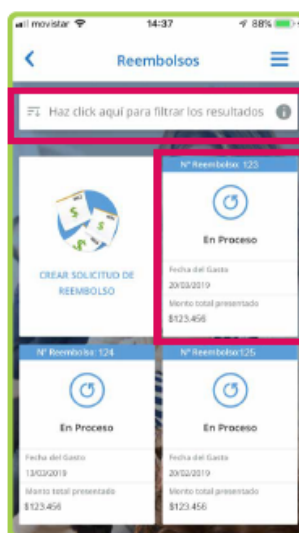 movistar 14:37 88%
Reembolsos
Haz click aquí para filtrar los resultados
CREAR SOLICITUD DE
REEMBOLSO
N° Reembolso: 123
En Proceso
Fecha del Gasto
20/03/2019
Monto total presentado
$123.456
N° Reembolso: 124
En Proceso
Fecha del Gasto
13/03/2019
Monto total presentado
$123.456
N° Reembolso:125
En Proceso
Fecha del Gasto
20/02/2019
Monto total presentado
$123.456